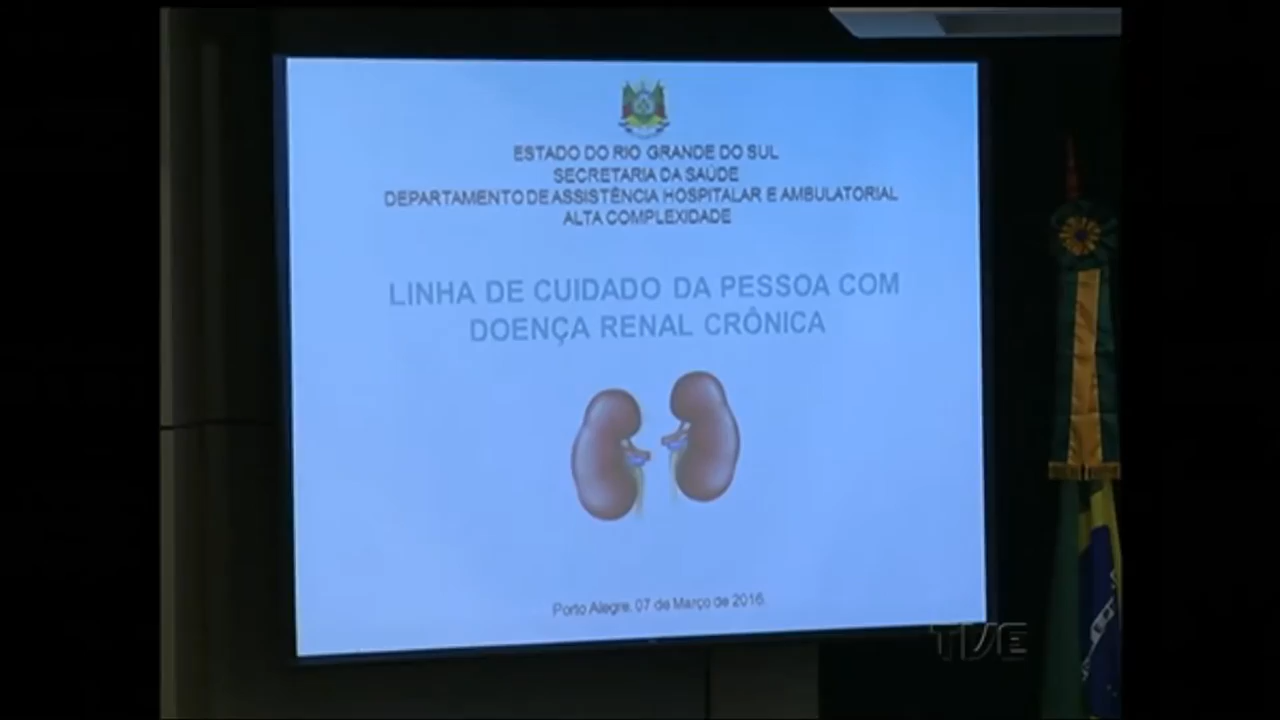 ESTADO DO RIO GRANDE DO SUL
SECRETARIA DA SAÚDE
DEPARTAMENTO DE ASSISTÊNCIA HOSPITALAR E AMBULATORIAL
ALTA COMPLEXIDADE
LINHA DE CUIDADO DA PESSOA COM
DOENÇA RENAL CRÔNICA
Porto Alegre, 07 de Março de 2016.
TVE